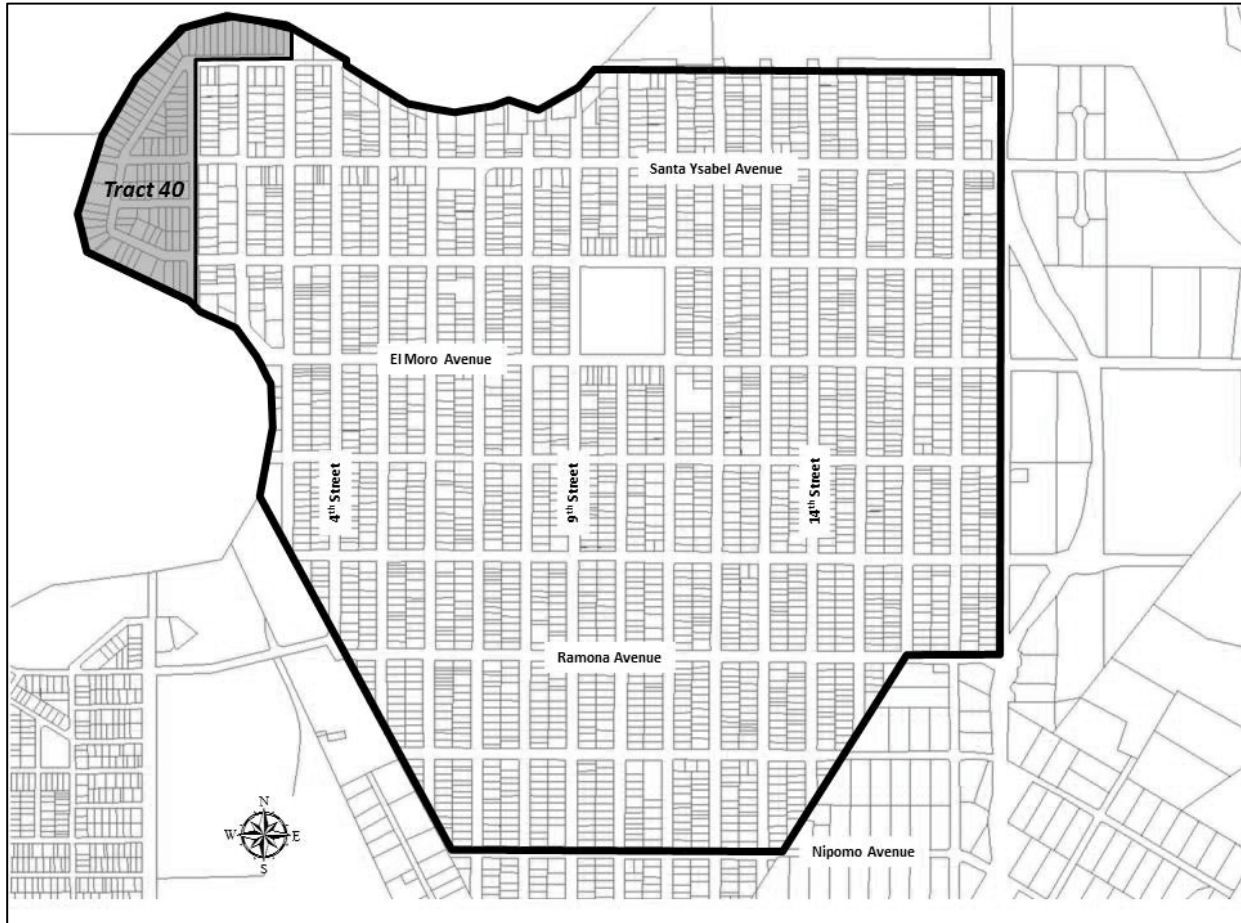 Santa Ysabel Avenue
Tract 40
El Moro Avenue
4th Street
9th Street
14th Street
Ramona Avenue
N
W
E
S
Nipomo Avenue